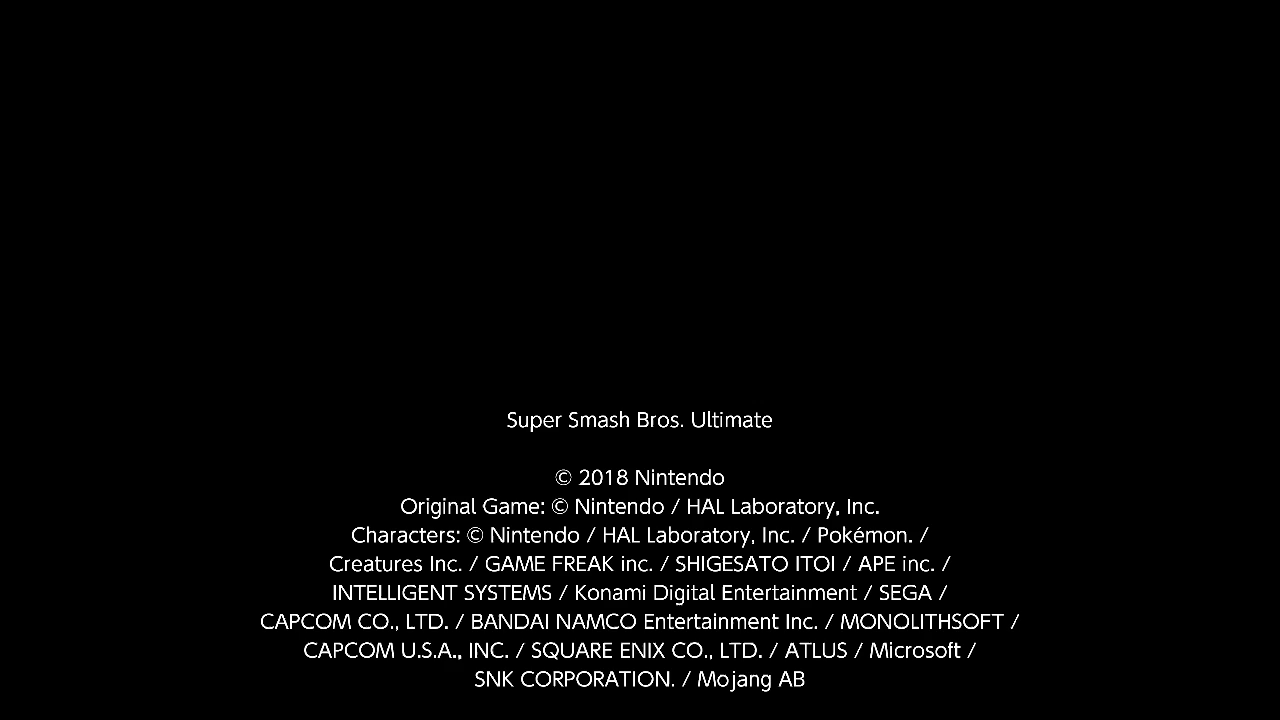 Super Smash Bros. Ultimate
© 2018 Nintendo
Original Game: © Nintendo / HAL Laboratory, Inc.
Characters: © Nintendo / HAL Laboratory, Inc. / Pokémon. /
Creatures Inc. / GAME FREAK inc. / SHIGESATO ITOI / APE inc. /
INTELLIGENT SYSTEMS / Konami Digital Entertainment / SEGA /
CAPCOM CO., LTD. / BANDAI NAMCO Entertainment Inc. / MONOLITHSOFT /
CAPCOM U.S.A., INC. / SQUARE ENIX CO., LTD. / ATLUS / Microsoft /
SNK CORPORATION. / Mojang AB